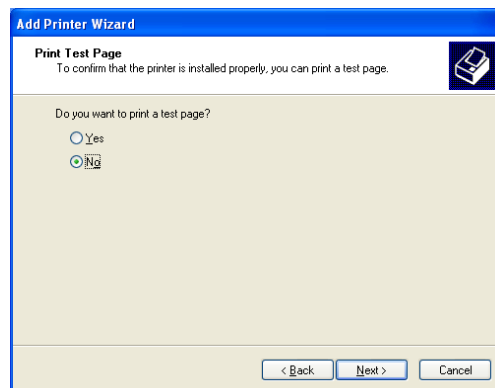 Add Printer Wizard
Print Test Page
To confirm that the printer is installed properly, you can print a test page.
Do you want to print a test page?
Yes
No
< Back Next > Cancel